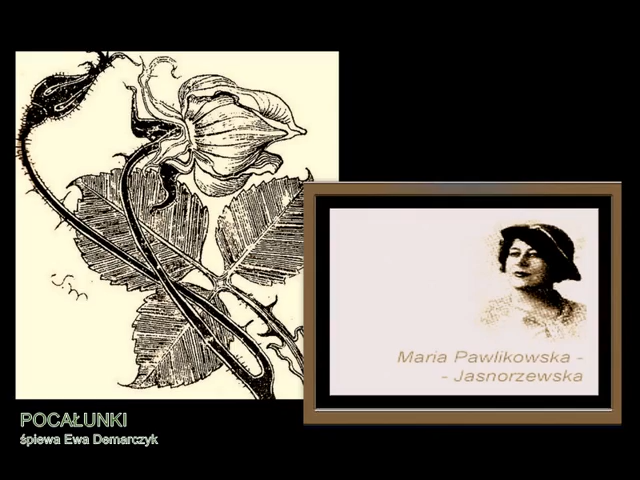 Maria Pawlikowska -
- Jasnorzewska
POCAŁUNKI
śpiewa Ewa Demarczyk